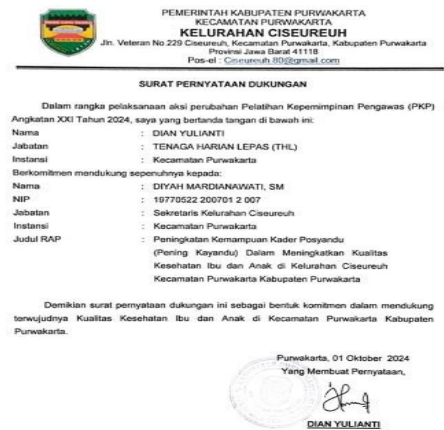 PEMERINTAH KABUPATEN PURWAKARTA
KECAMATAN PURWAKARTA
KELURAHAN CISEUREUH
Jln. Veteran No.229 Ciseureuh, Kecamatan Purwakarta, Kabupaten Purwakarta
Provinsi Jawa Barat 41118
Pos-el : Ciseureuh.80@gmail.com
SURAT PERNYATAAN DUKUNGAN
Dalam rangka pelaksanaan aksi perubahan Pelatihan Kepemimpinan Pengawas (PKP)
Angkatan XXI Tahun 2024, saya yang bertanda tangan di bawah ini:
Nama : DIAN YULIANTI
Jabatan : TENAGA HARIAN LEPAS (THL)
Instansi : Kecamatan Purwakarta
Berkomitmen mendukung sepenuhnya kepada:
Nama : DIYAH MARDIANAWATI, SM
NIP : 19770522 200701 2 007
Jabatan : Sekretaris Kelurahan Ciseureuh
Instansi : Kecamatan Purwakarta
Judul RAP : Peningkatan Kemampuan Kader Posyandu
(Pening Kayandu) Dalam Meningkatkan Kualitas
Kesehatan Ibu dan Anak di Kelurahan Ciseureuh
Kecamatan Purwakarta Kabupaten Purwakarta
Demikian surat pernyataan dukungan ini sebagai bentuk komitmen dalam mendukung
terwujudnya Kualitas Kesehatan Ibu dan Anak di Kecamatan Purwakarta Kabupaten
Purwakarta.
Purwakarta, 01 Oktober 2024
Yang Membuat Pernyataan,
DIAN YULIANTI